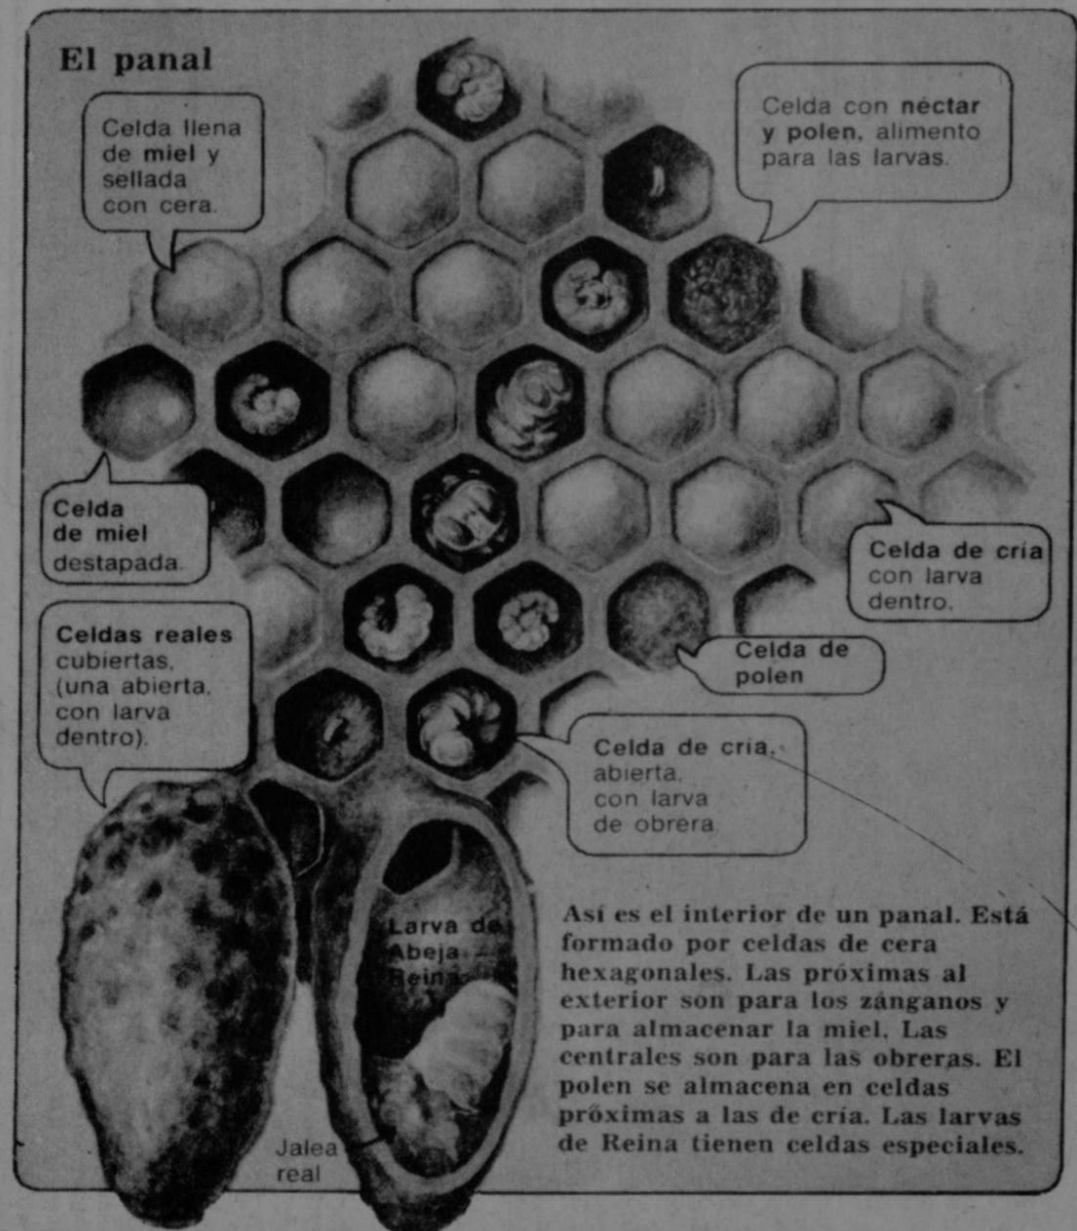 El panal
Celda llena
de miel y
sellada
con cera.
Celda con néctar
y polen, alimento
para las larvas.
Celda
de miel
destapada.
Celda de cría
con larva
dentro.
Celdas reales
cubiertas,
(una abierta,
con larva
dentro).
Celda de
polen
Celda de cría,
abierta,
con larva
de obrera.
Larva de
Abeja
Reina
Jalea
real
Así es el interior de un panal. Está
formado por celdas de cera
hexagonales. Las próximas al
exterior son para los zánganos y
para almacenar la miel. Las
centrales son para las obreras. El
polen se almacena en celdas
próximas a las de cría. Las larvas
de Reina tienen celdas especiales.